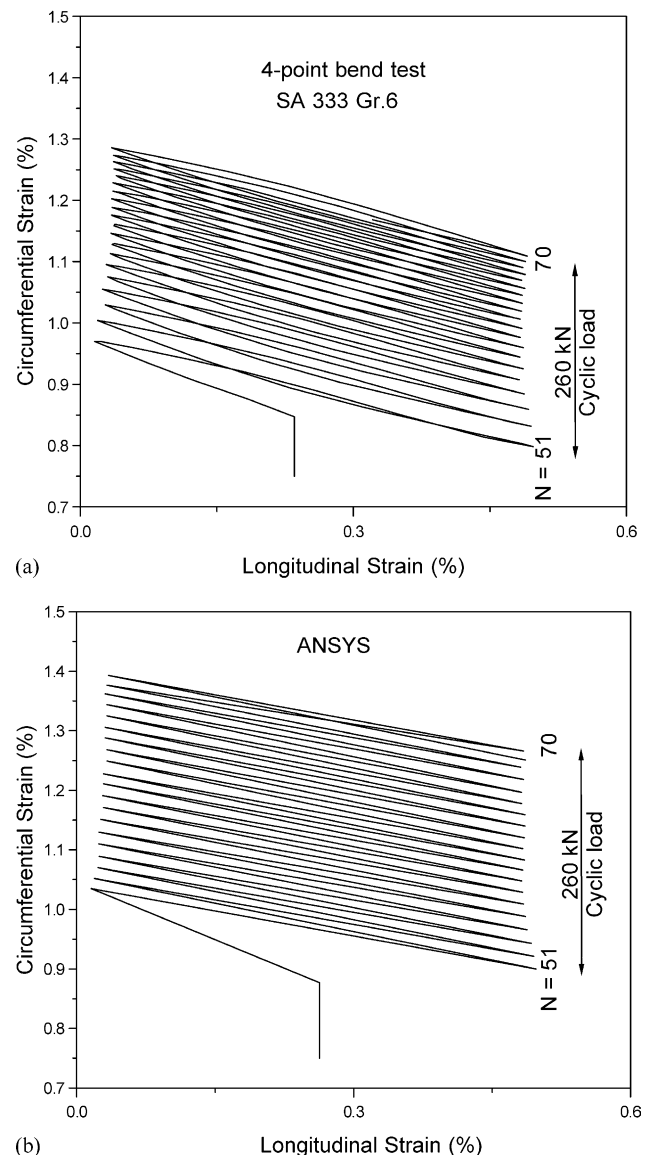 1.5
4-point bend test
SA 333 Gr.6
1.4
1.3
1.2
1.1
1.0
0.9
0.8
0.7
Circumferential Strain (%)
70
260 kN
Cyclic load
N = 51
0.0
0.3
0.6
(a)
Longitudinal Strain (%)
1.5
ANSYS
1.4
1.3
1.2
1.1
1.0
0.9
0.8
0.7
Circumferential Strain (%)
70
260 kN
Cyclic load
N = 51
0.0
0.3
0.6
(b)
Longitudinal Strain (%)